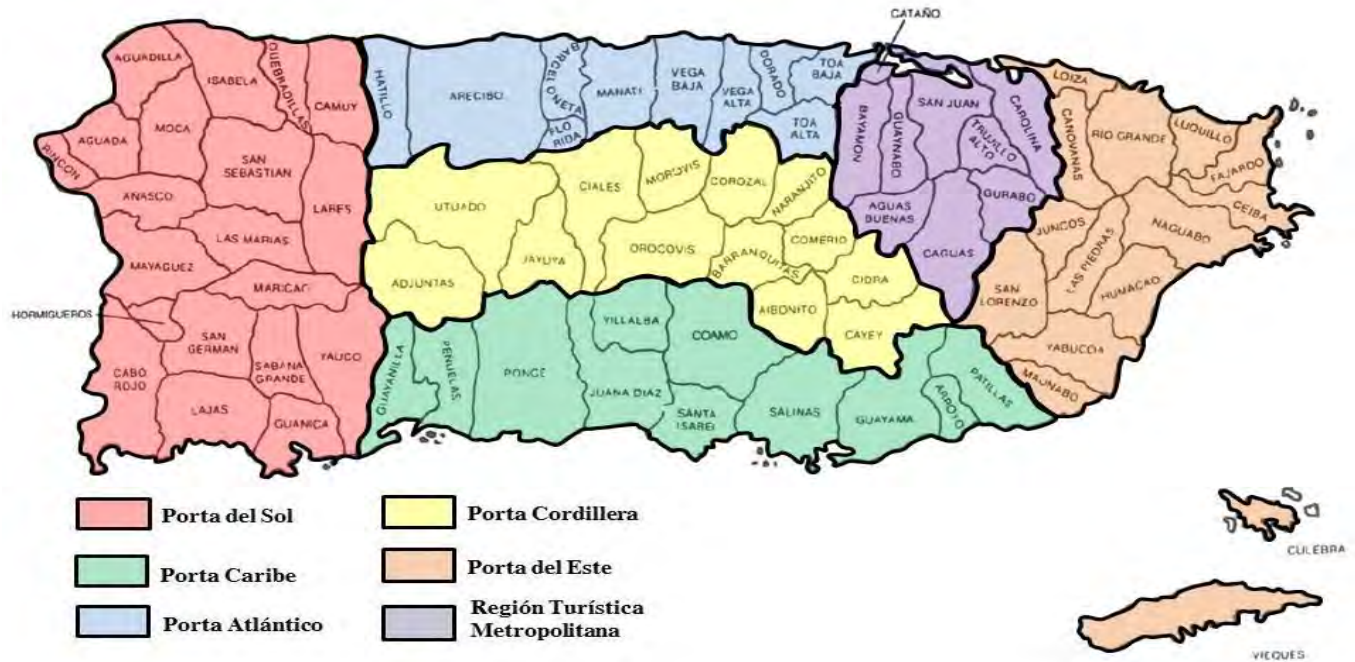 CATAÑO
AGUADILLA
ISABELA
QUEBRADILLAS
CAMUY
HATILLO
ARECIBO
BARCELONETA
MANATI
VEGA
BAJA
VEGA
ALTA
DORADO
TOA
BAJA
TOA
ALTA
FLO
RIDA
BAYAMON
GUAYNABO
SAN JUAN
TRUJILLO
ALTO
CAROLINA
LOIZA
CANOVANAS
RIO GRANDE
LUQUILLO
FAJARDO
CEIBA
AGUADA
MOCA
RINCON
SAN
SEBASTIAN
AÑASCO
LARES
LAS MARIAS
MAYAGUEZ
MARICAO
HORMIGUEROS
SAN
GERMAN
SABANA
GRANDE
YAUCO
CABO
ROJO
LAJAS
GUANICA
UTUADO
CIALES
MOROVIS
COROZAL
NARANJITO
ADJUNTAS
JAYUYA
OROCOVIS
BARRANQUITAS
COMERIO
CIDRA
AIBONITO
CAYEY
AGUAS
BUENAS
GURABO
CAGUAS
JUNCOS
LAS PIEDRAS
NAGUABO
HUMACAO
SAN
LORENZO
YABUCOA
MAUNABO
GUAYANILLA
PEÑUELAS
PONCE
VILLALBA
JUANA DIAZ
COAMO
SANTA
ISABEL
SALINAS
GUAYAMA
ARROYO
PATILLAS
Porta del Sol
Porta Caribe
Porta Atlántico
Porta Cordillera
Porta del Este
Región Turística
Metropolitana
CULEBRA
VIEQUES